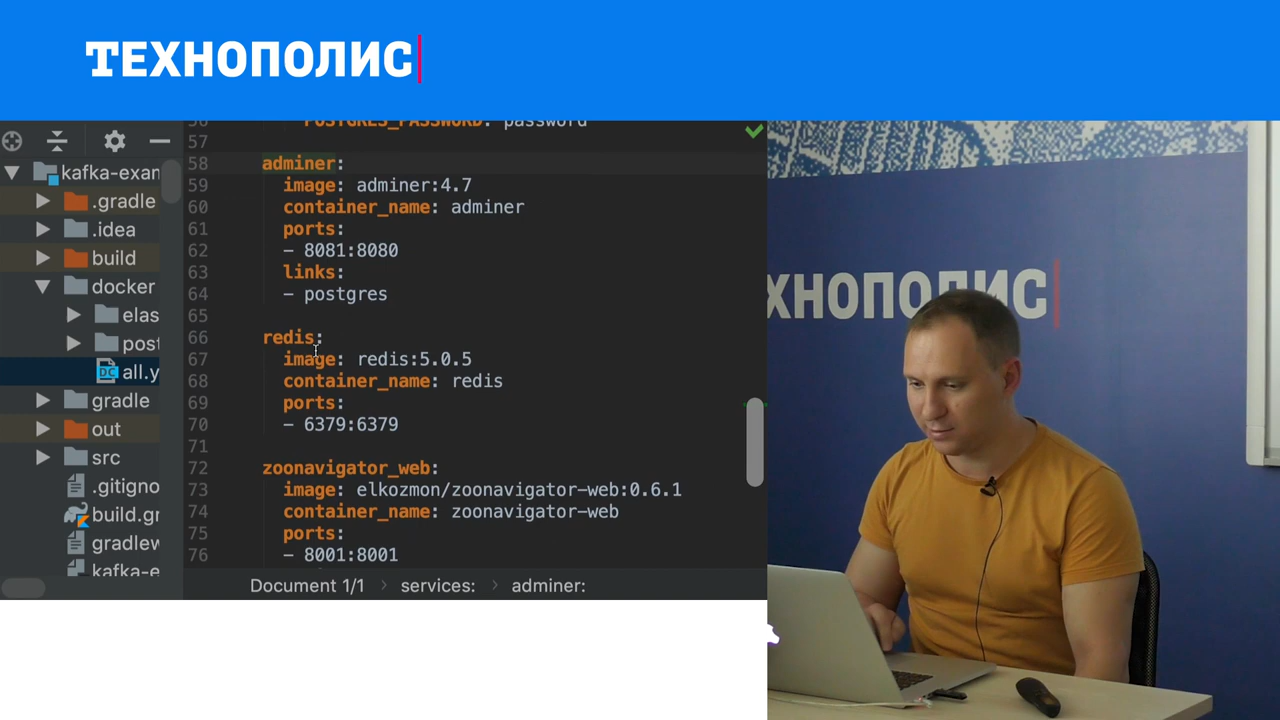 ТЕХНОПОЛИС
kafka-exan
.gradle
.idea
build
docker
elas
post
all.y
gradle
out
src
.gitigno
build.gr
gradlew
kafka-e
56 POSTGRES_PASSWORD: password
57
58 adminer:
59 image: adminer:4.7
60 container_name: adminer
61 ports:
62 - 8081:8080
63 links:
64 - postgres
65
66 redis:
67 image: redis:5.0.5
68 container_name: redis
69 ports:
70 - 6379:6379
71
72 zoonavigator_web:
73 image: elkozmon/zoonavigator-web:0.6.1
74 container_name: zoonavigator-web
75 ports:
76 - 8001:8001
Document 1/1 › services: › adminer:
ХНОПОЛИС